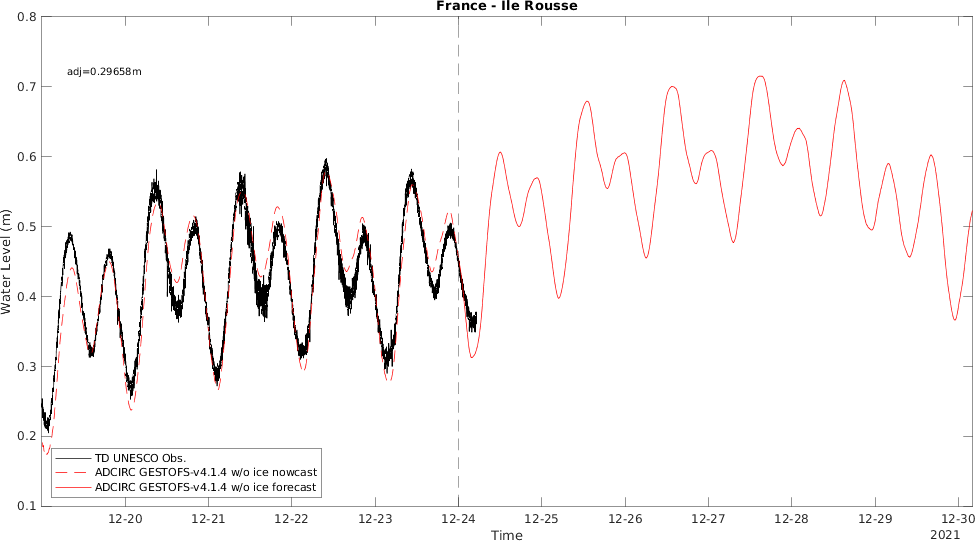 France - Ile Rousse
adj=0.29658m
Water Level (m)
0.8
0.7
0.6
0.5
0.4
0.3
0.2
0.1
TD UNESCO Obs.
ADCIRC GESTOFS-v4.1.4 w/o ice nowcast
ADCIRC GESTOFS-v4.1.4 w/o ice forecast
12-20 12-21 12-22 12-23 12-24 12-25 12-26 12-27 12-28 12-29 12-30
Time
2021